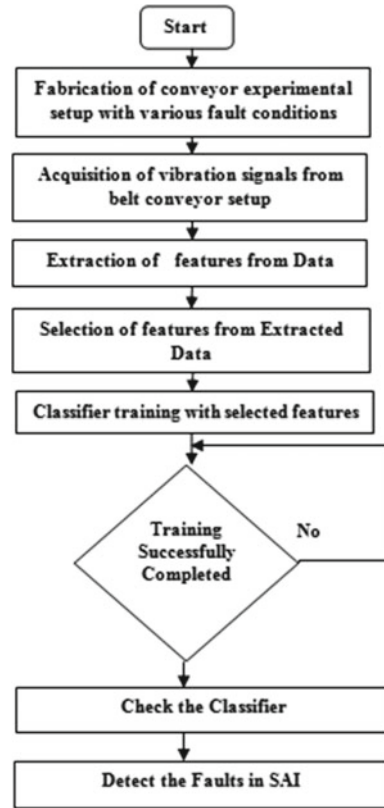 Start
Fabrication of conveyor experimental
setup with various fault conditions
Acquisition of vibration signals from
belt conveyor setup
Extraction of features from Data
Selection of features from Extracted
Data
Classifier training with selected features
Training
Successfully
Completed
No
Check the Classifier
Detect the Faults in SAI